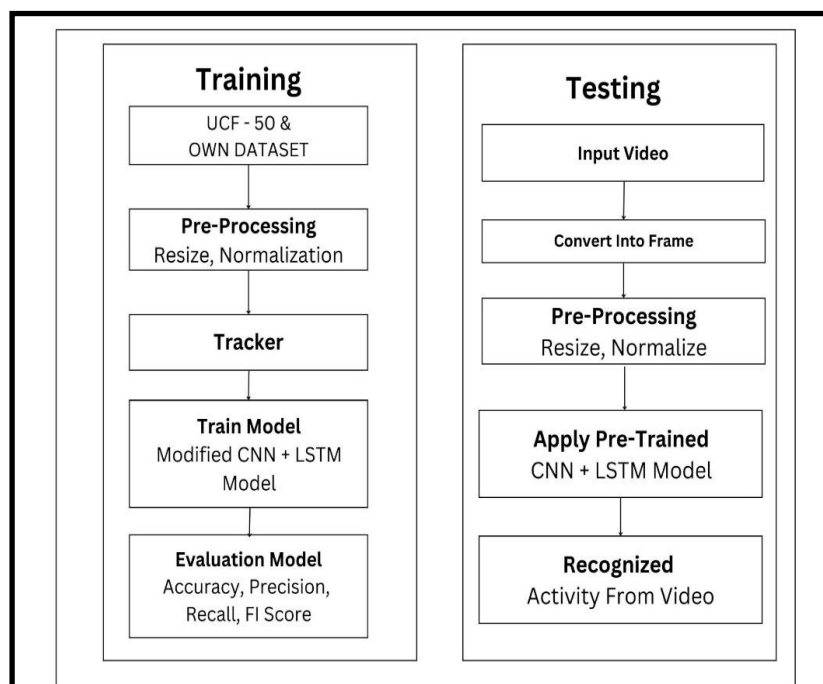 Training
UCF - 50 &
OWN DATASET
Pre-Processing
Resize, Normalization
Tracker
Train Model
Modified CNN + LSTM
Model
Evaluation Model
Accuracy, Precision,
Recall, FI Score
Testing
Input Video
Convert Into Frame
Pre-Processing
Resize, Normalize
Apply Pre-Trained
CNN + LSTM Model
Recognized
Activity From Video